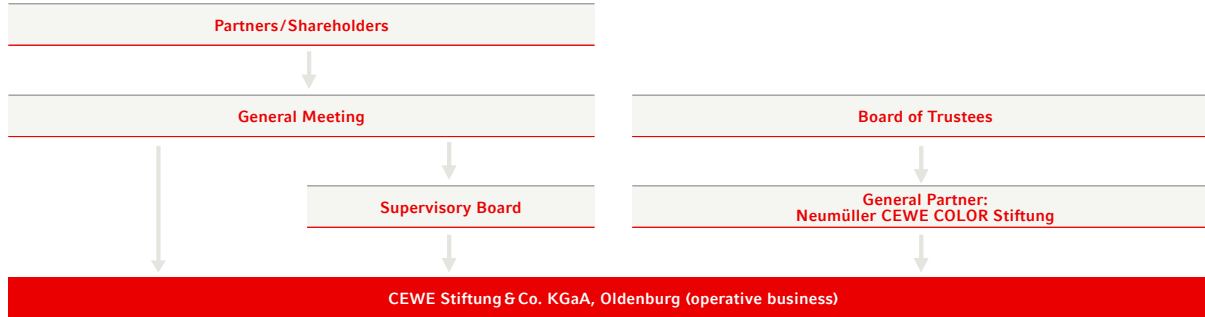 Partners/Shareholders
General Meeting
Board of Trustees
Supervisory Board
General Partner:
Neumüller CEWE COLOR Stiftung
CEWE Stiftung & Co. KGaA, Oldenburg (operative business)